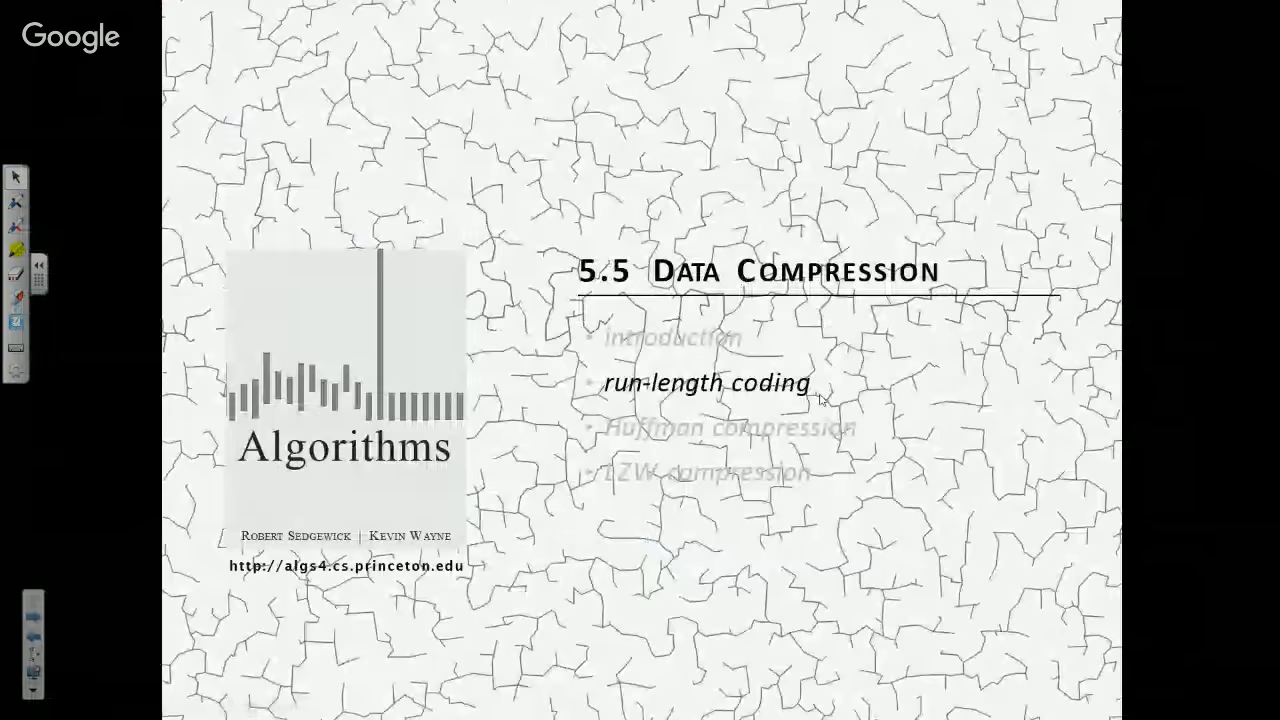 Google
5.5 DATA COMPRESSION
• introduction
• run-length coding
• Huffman compression
• LZW compression
Algorithms
ROBERT SEDGEWICK | KEVIN WAYNE
http://algs4.cs.princeton.edu